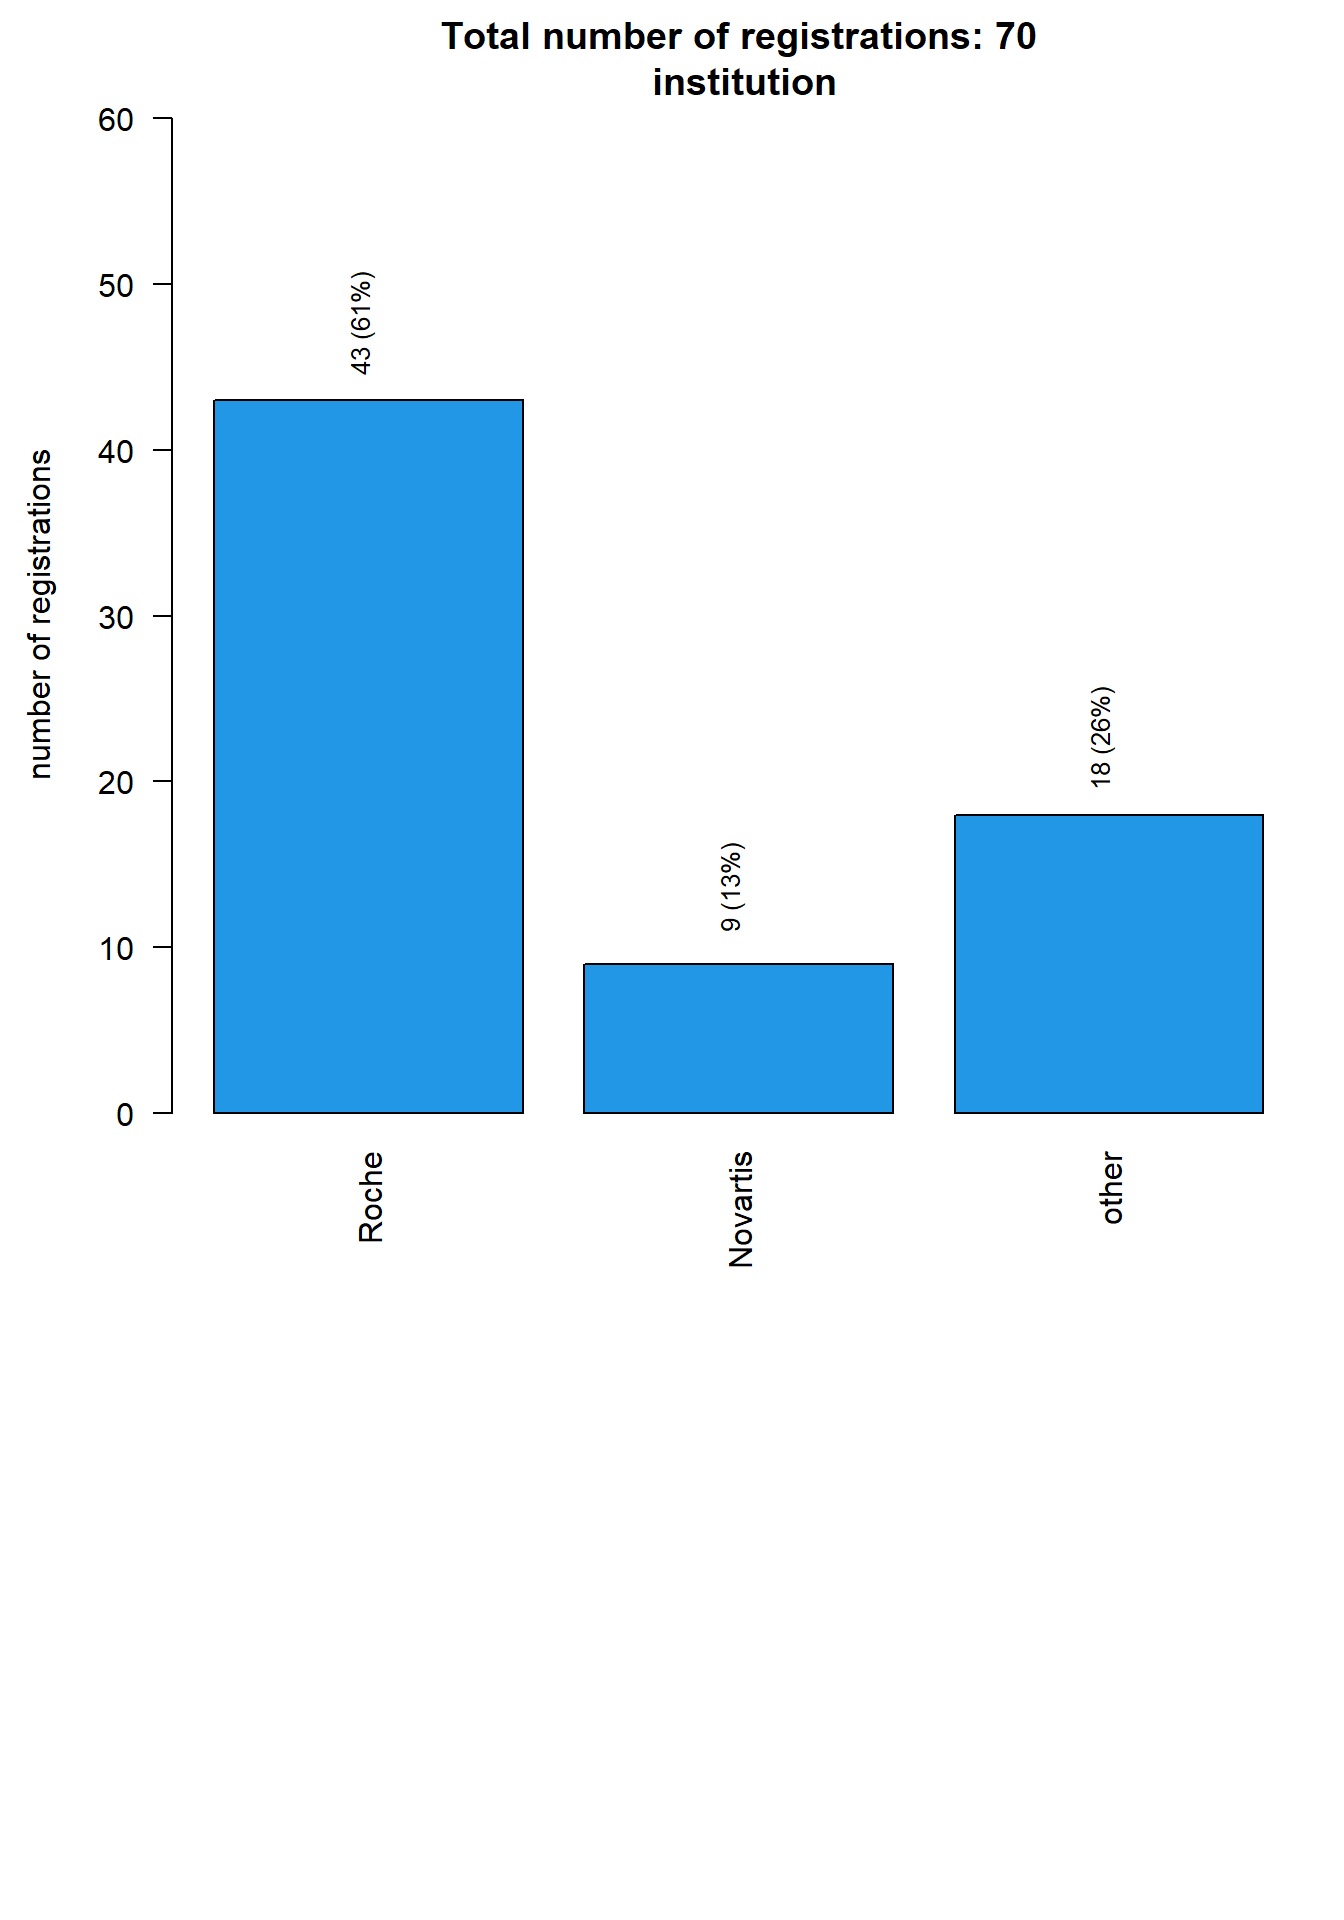 Total number of registrations: 70
institution
60
50
40
30
20
10
0
number of registrations
43 (61%)
9 (13%)
18 (26%)
Roche
Novartis
other